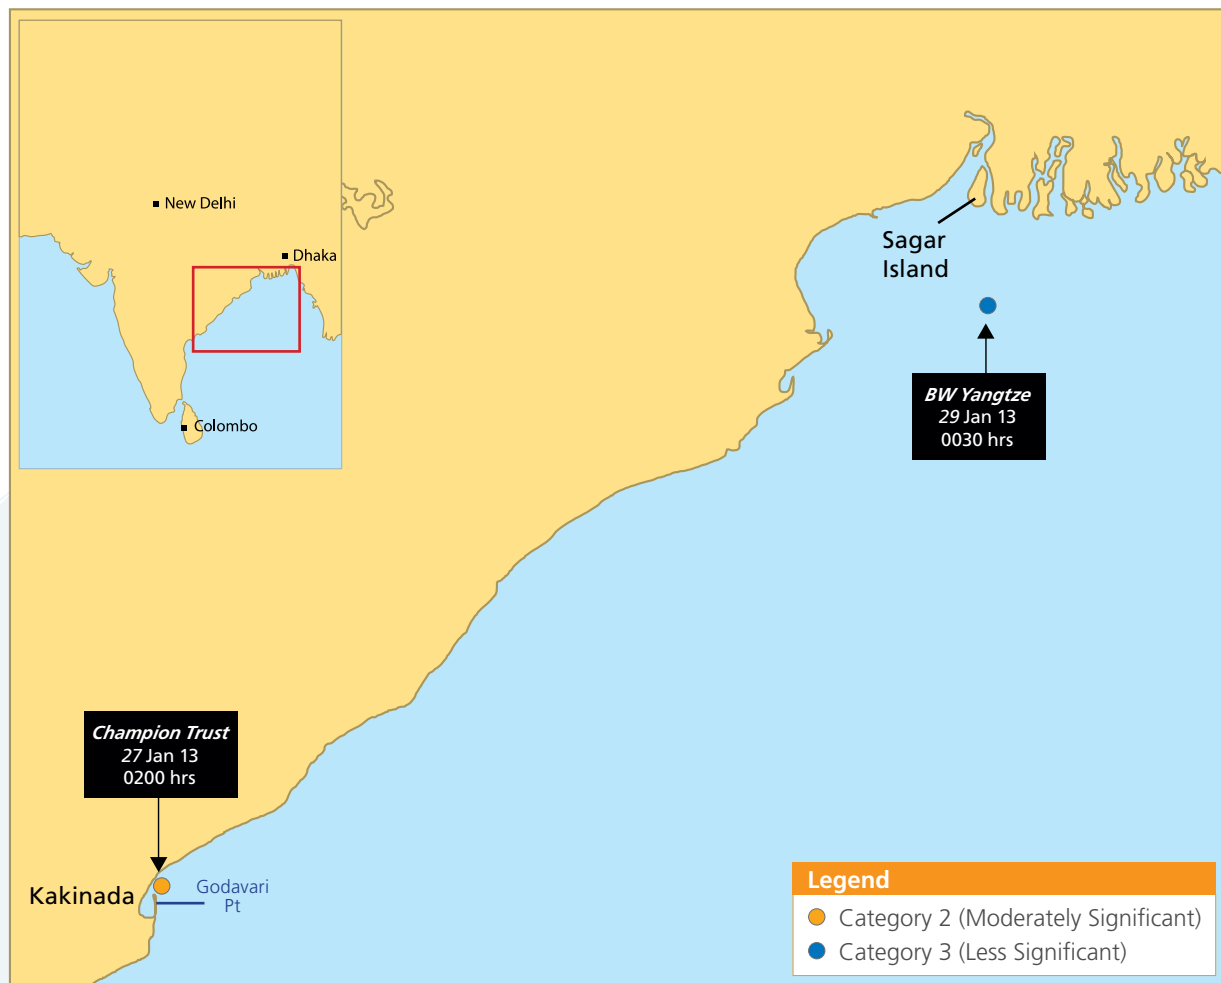 New Delhi
Dhaka
Colombo
Sagar
Island
BW Yangtze
29 Jan 13
0030 hrs
Champion Trust
27 Jan 13
0200 hrs
Kakinada
Godavari
Pt
Legend
Category 2 (Moderately Significant)
Category 3 (Less Significant)